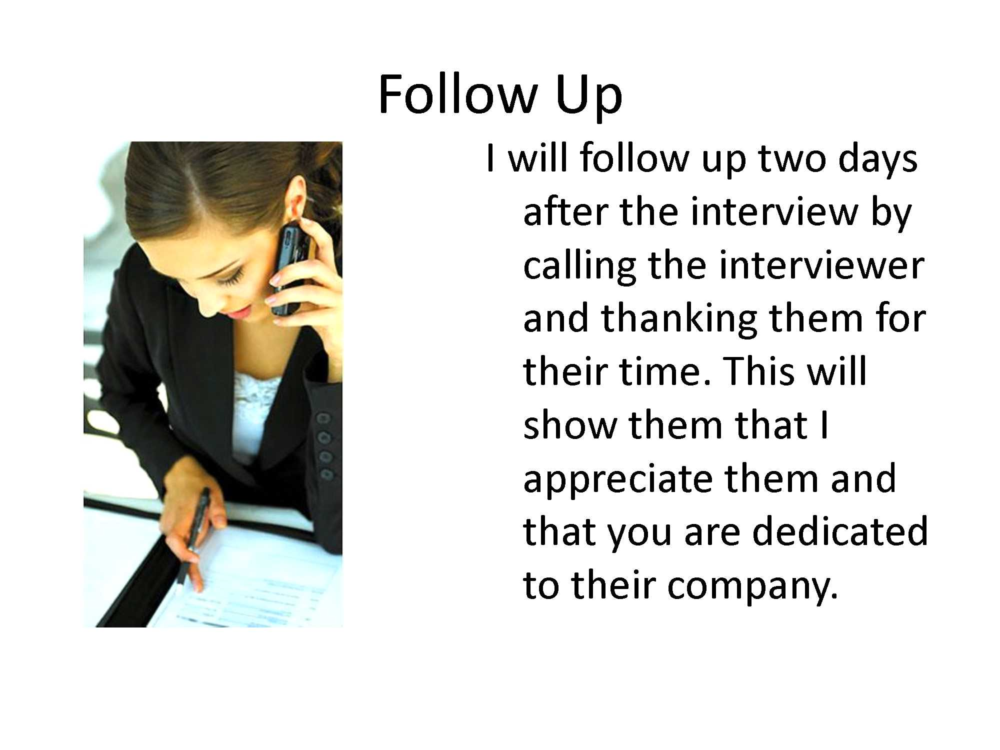 Follow Up
I will follow up two days
after the interview by
calling the interviewer
and thanking them for
their time. This will
show them that I
appreciate them and
that you are dedicated
to their company.